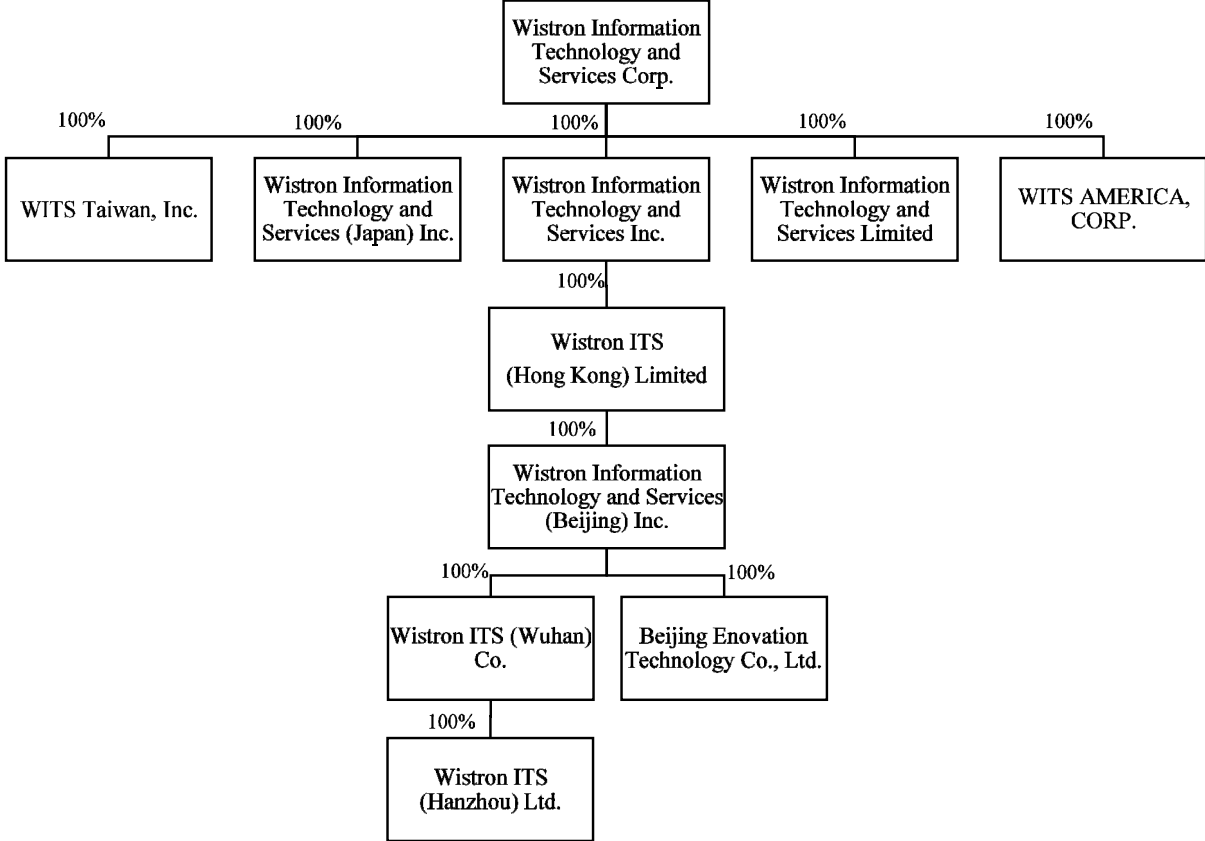 Wistron Information
Technology and
Services Corp.
100%
100%
100%
100%
100%
WITS Taiwan, Inc.
Wistron Information
Technology and
Services (Japan) Inc.
Wistron Information
Technology and
Services Inc.
Wistron Information
Technology and
Services Limited
WITS AMERICA,
CORP.
100%
Wistron ITS
(Hong Kong) Limited
100%
Wistron Information
Technology and Services
(Beijing) Inc.
100%
100%
Wistron ITS (Wuhan)
Co.
Beijing Enovation
Technology Co., Ltd.
100%
Wistron ITS
(Hanzhou) Ltd.